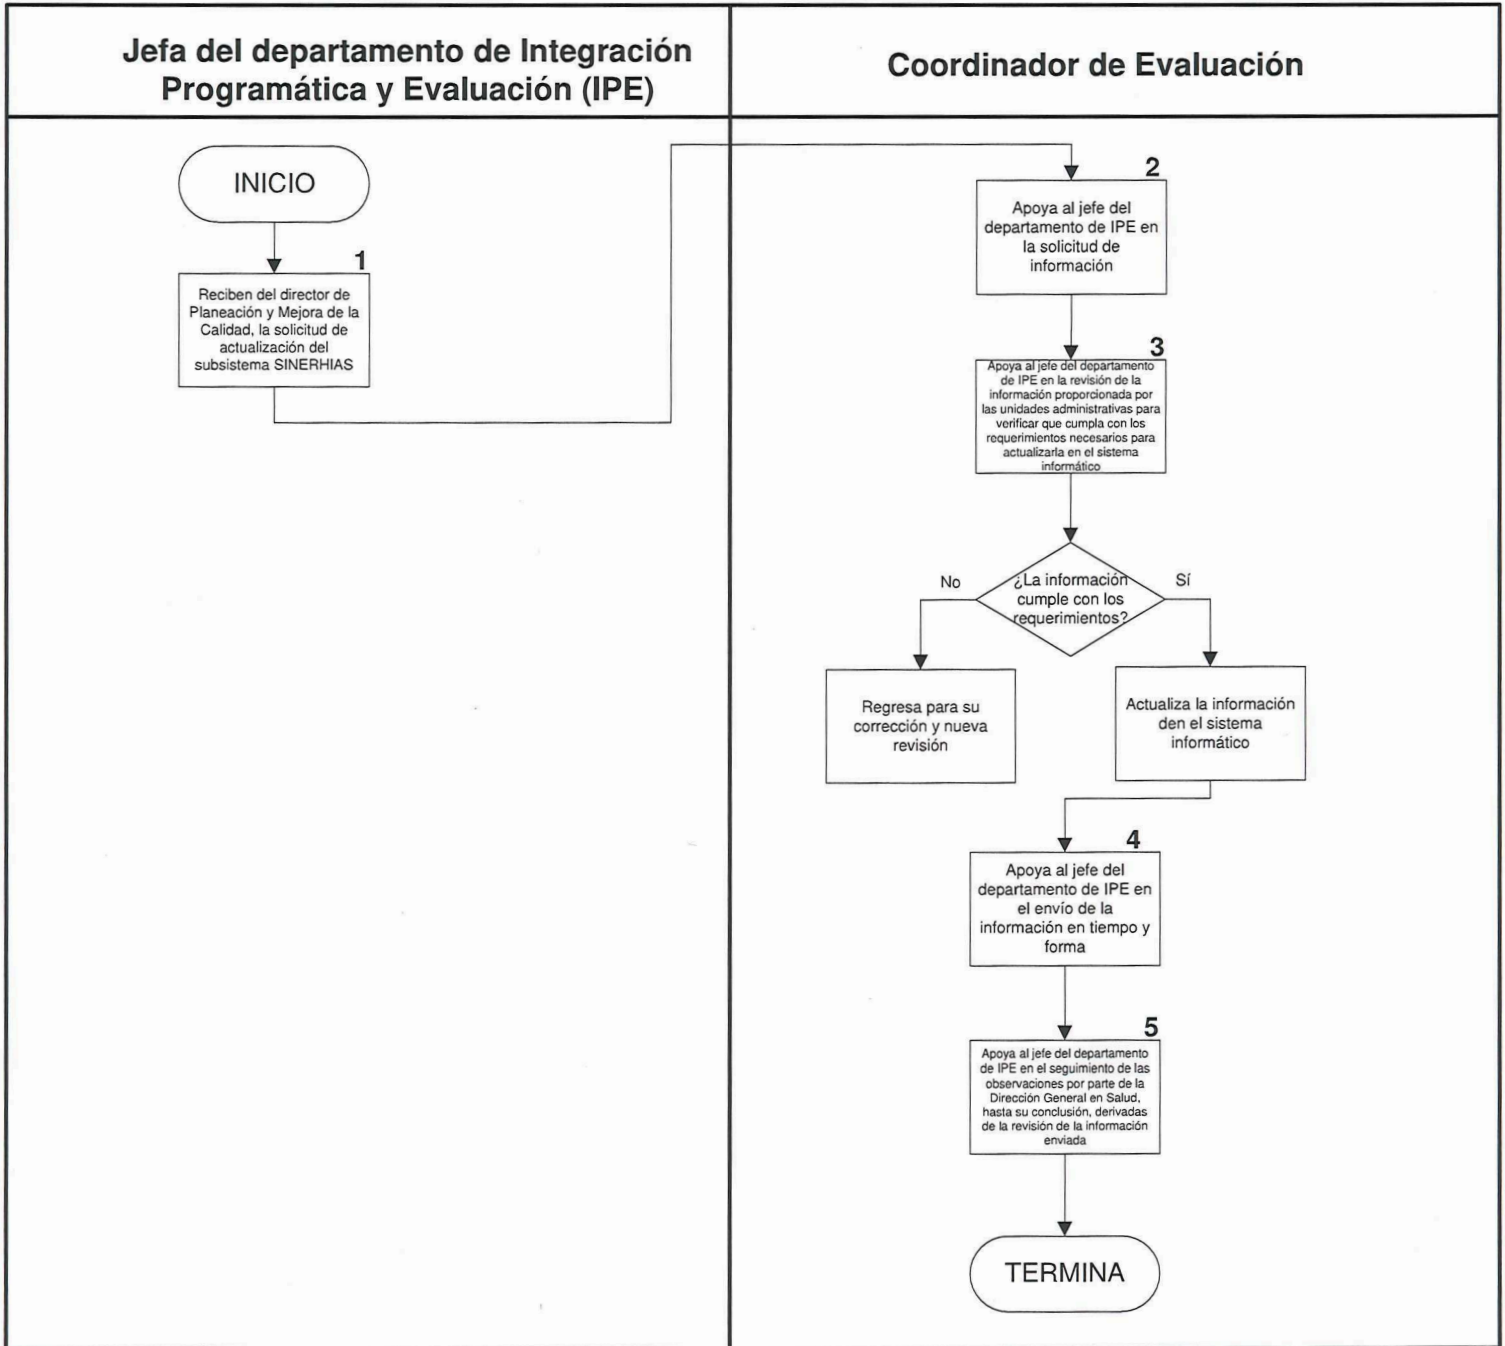 Jefa del departamento de Integración
Programática y Evaluación (IPE)
Coordinador de Evaluación
INICIO
1
Reciben del director de
Planeación y Mejora de la
Calidad, la solicitud de
actualización del
subsistema SINERHIAS
2
Apoya al jefe del
departamento de IPE en
la solicitud de
información
3
Apoya al jefe del departamento
de IPE en la revisión de la
información proporcionada por
las unidades administrativas para
verificar que cumpla con los
requerimientos necesarios para
actualizarla en el sistema
informático
¿La información
cumple con los
requerimientos?
No
Sí
Regresa para su
corrección y nueva
revisión
Actualiza la información
den el sistema
informático
4
Apoya al jefe del
departamento de IPE en
el envío de la
información en tiempo y
forma
5
Apoya al jefe del departamento
de IPE en el seguimiento de las
observaciones por parte de la
Dirección General en Salud,
hasta su conclusión, derivadas
de la revisión de la información
enviada
TERMINA